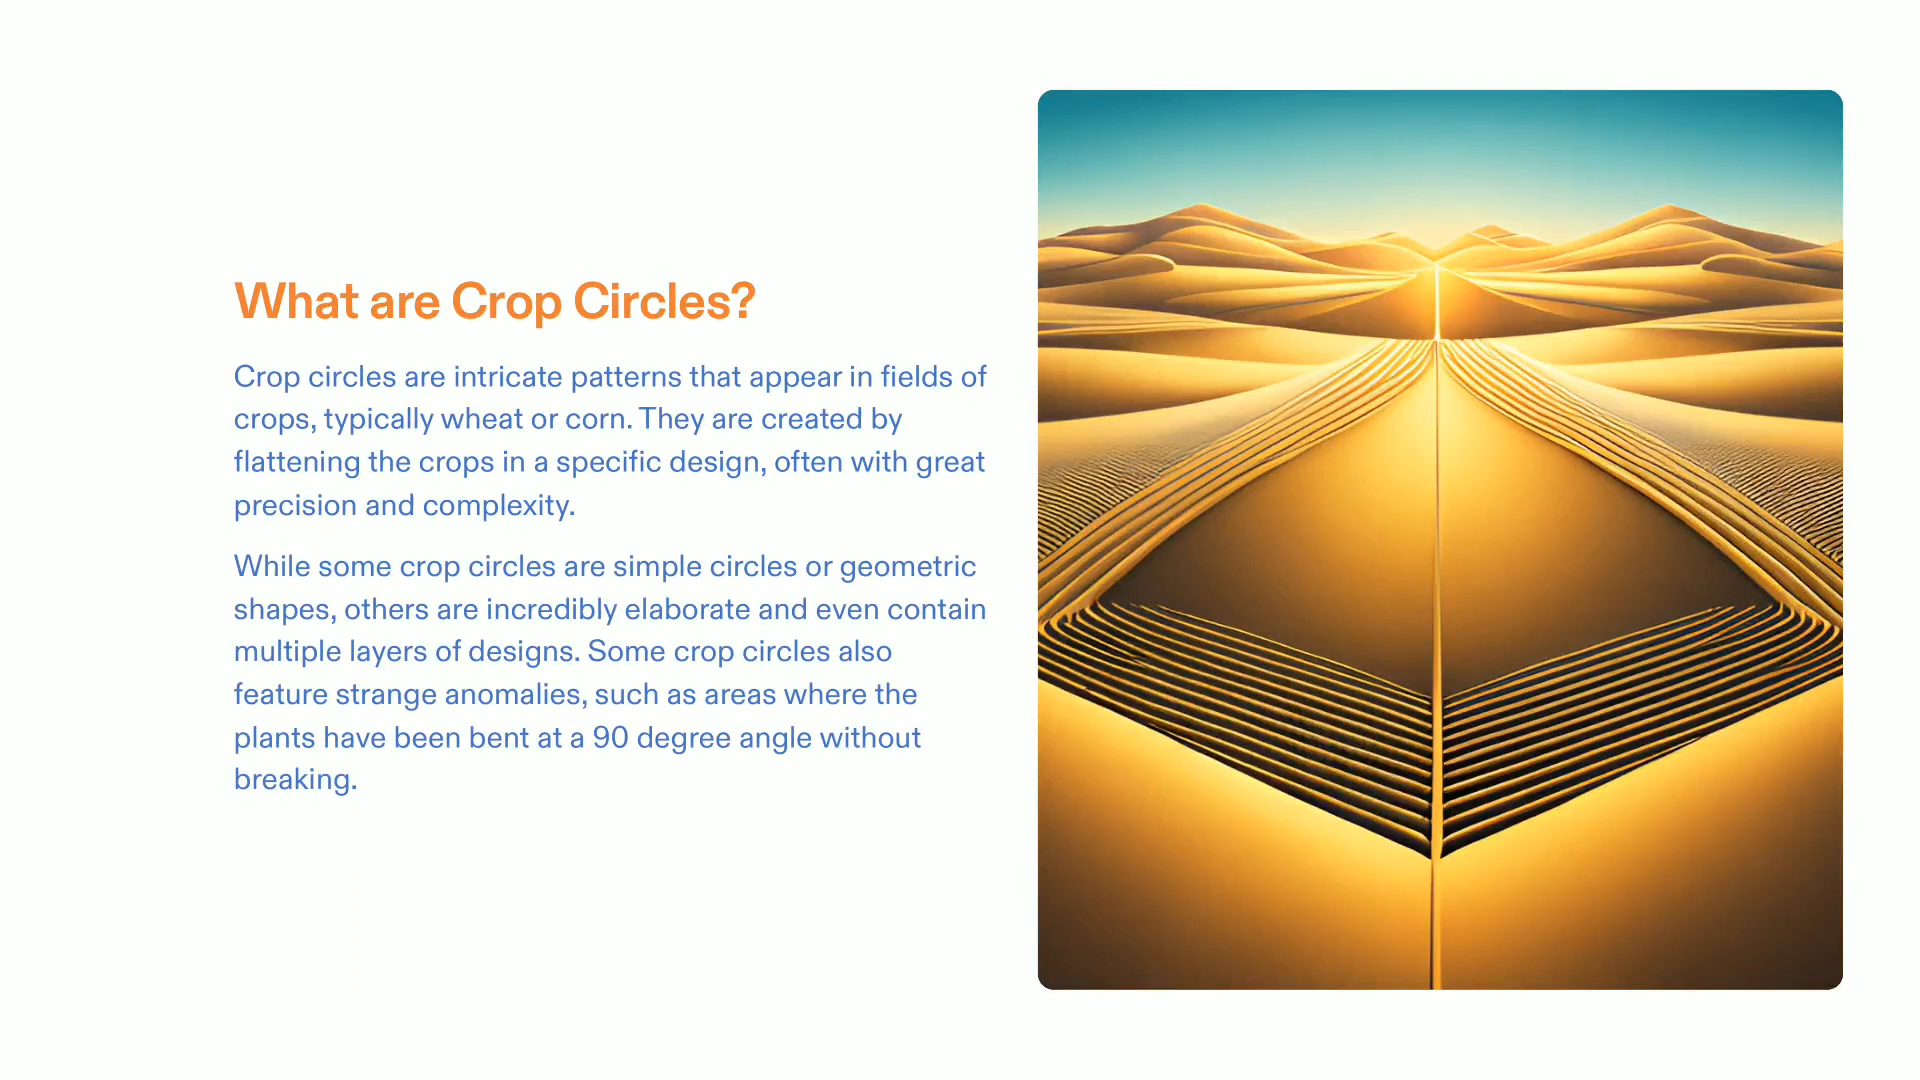 What are Crop Circles?
Crop circles are intricate patterns that appear in fields of
crops, typically wheat or corn. They are created by
flattening the crops in a specific design, often with great
precision and complexity.
While some crop circles are simple circles or geometric
shapes, others are incredibly elaborate and even contain
multiple layers of designs. Some crop circles also
feature strange anomalies, such as areas where the
plants have been bent at a 90 degree angle without
breaking.